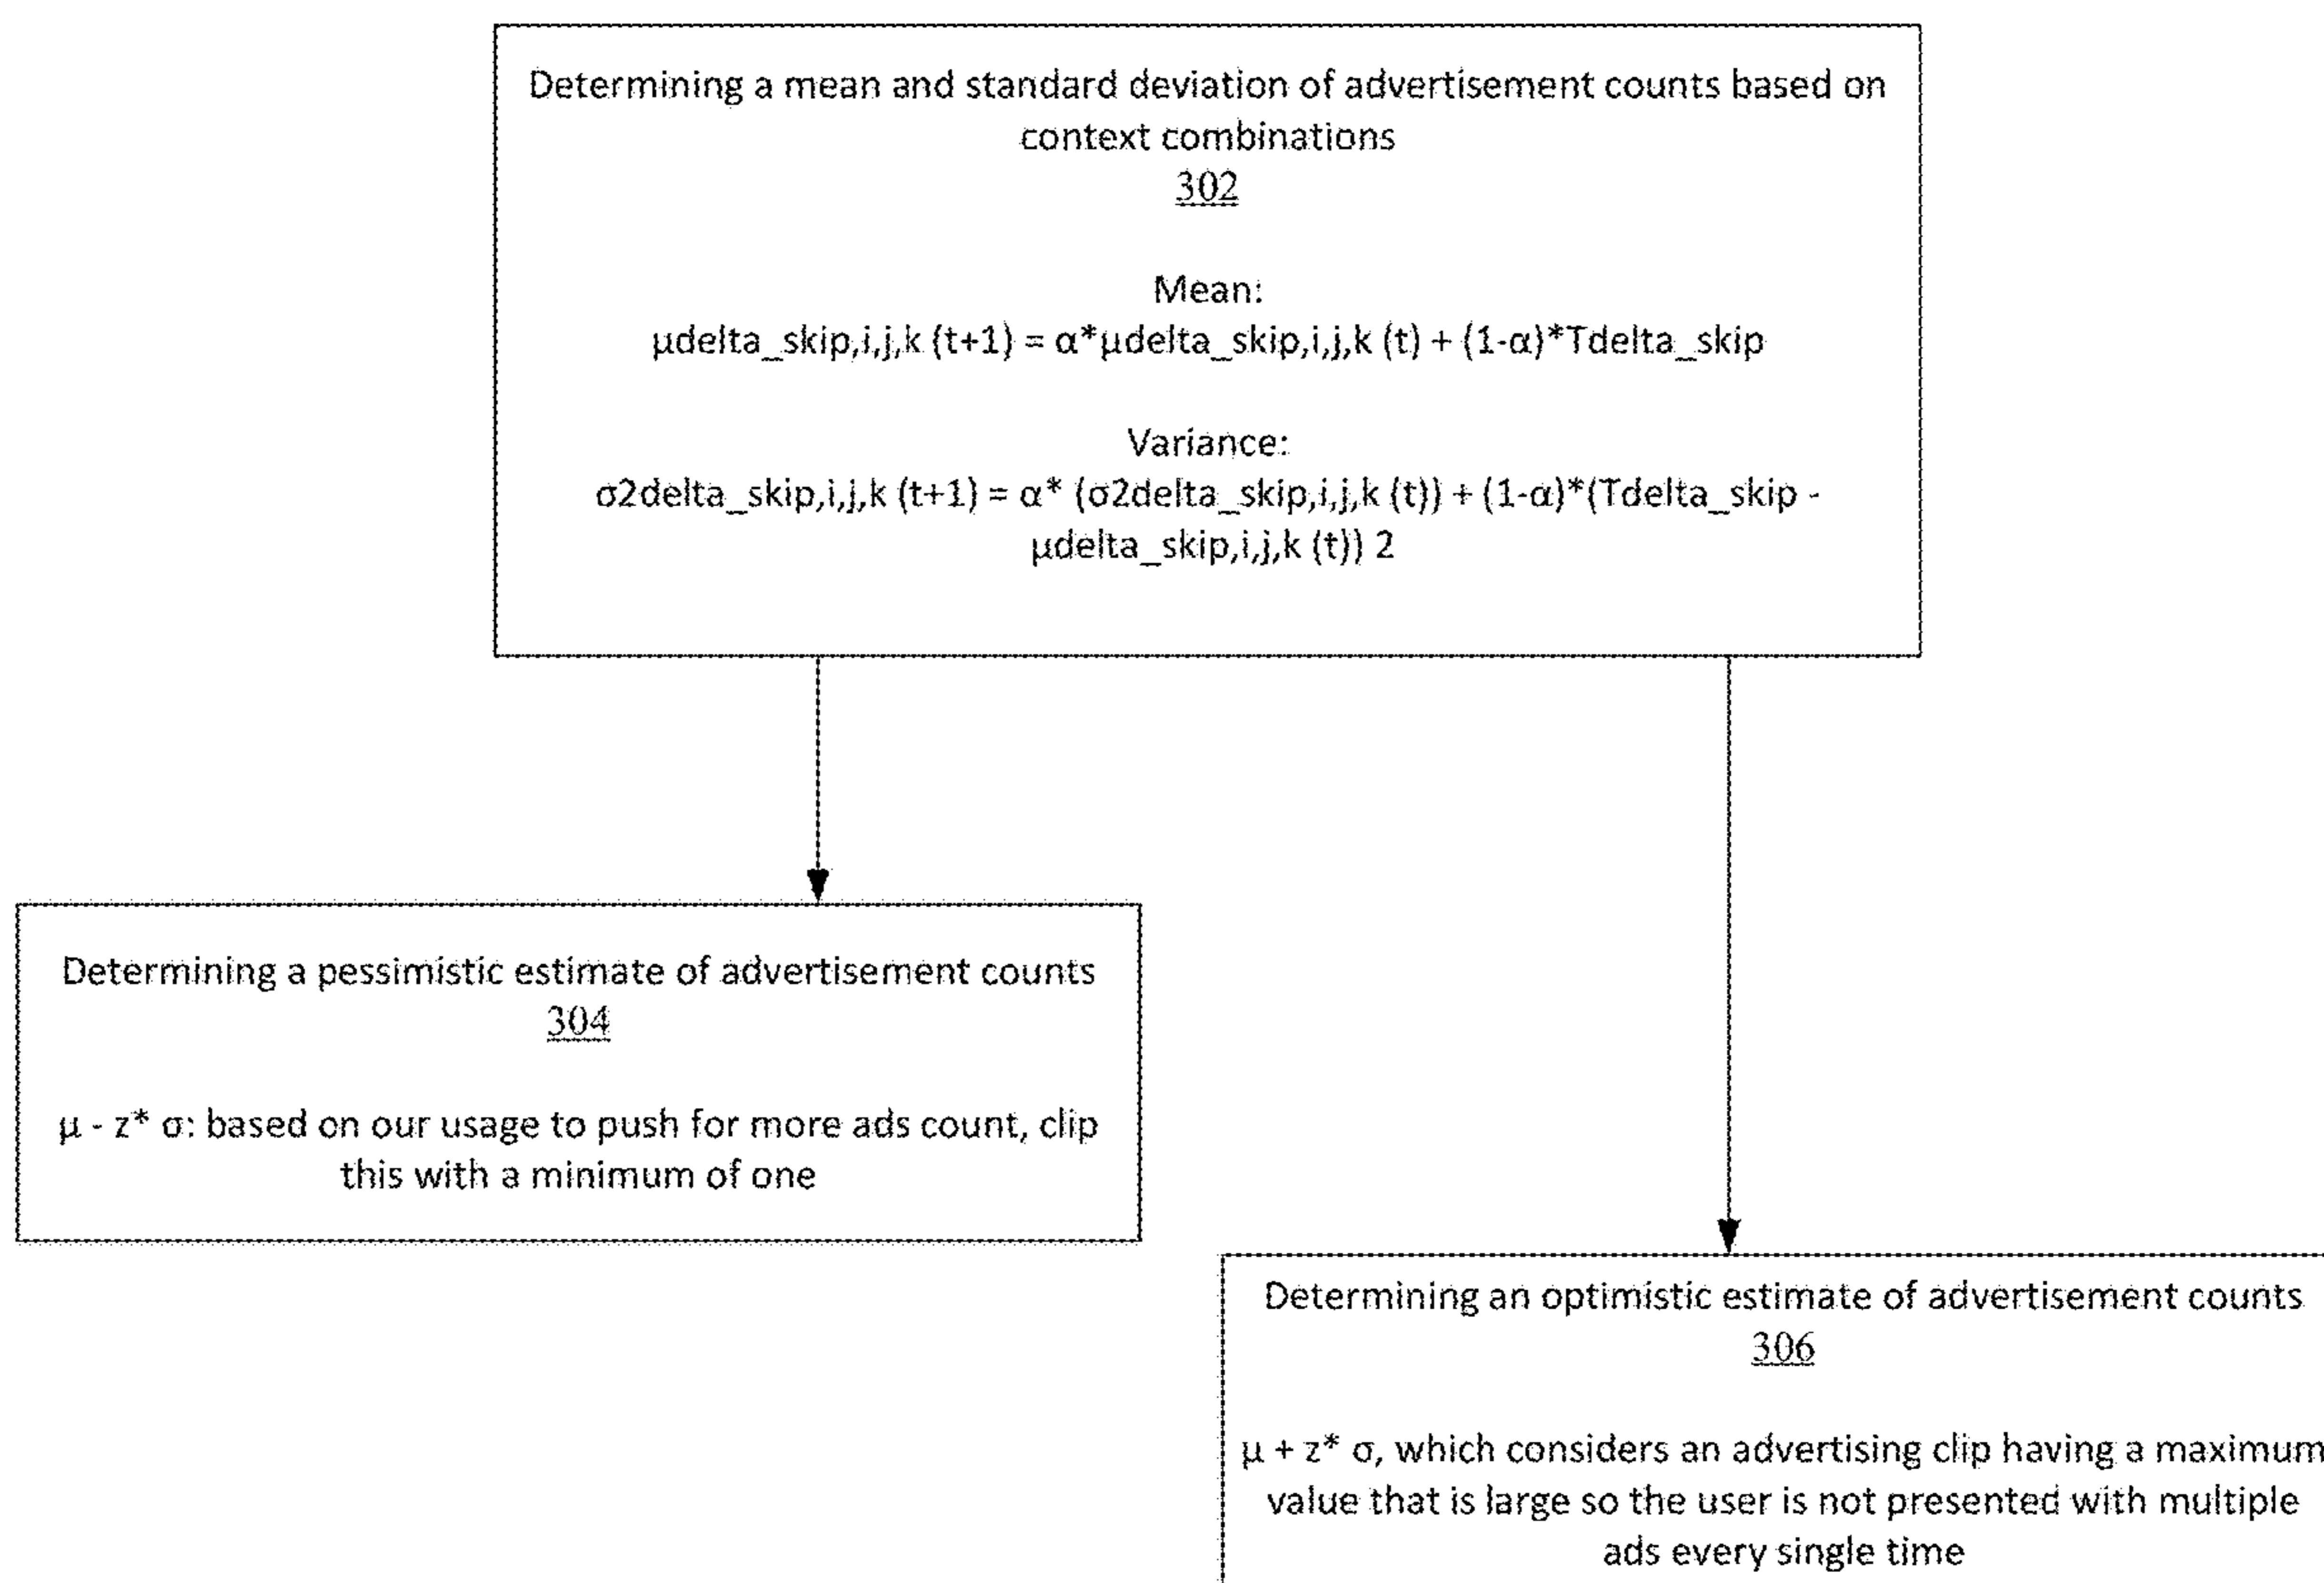 Determining a mean and standard deviation of advertisement counts based on
context combinations
302
Mean:
μdelta_skip,i,j,k (t+1) = α*μdelta_skip,i,j,k (t) + (1-α)*Tdelta_skip
Variance:
σ2delta_skip,i,j,k (t+1) = α* (σ2delta_skip,i,j,k (t)) + (1-α)*(Tdelta_skip -
μdelta_skip,i,j,k (t)) 2
Determining a pessimistic estimate of advertisement counts
304
μ - z* σ: based on our usage to push for more ads count, clip
this with a minimum of one
Determining an optimistic estimate of advertisement counts
306
μ + z* σ, which considers an advertising clip having a maximum
value that is large so the user is not presented with multiple
ads every single time